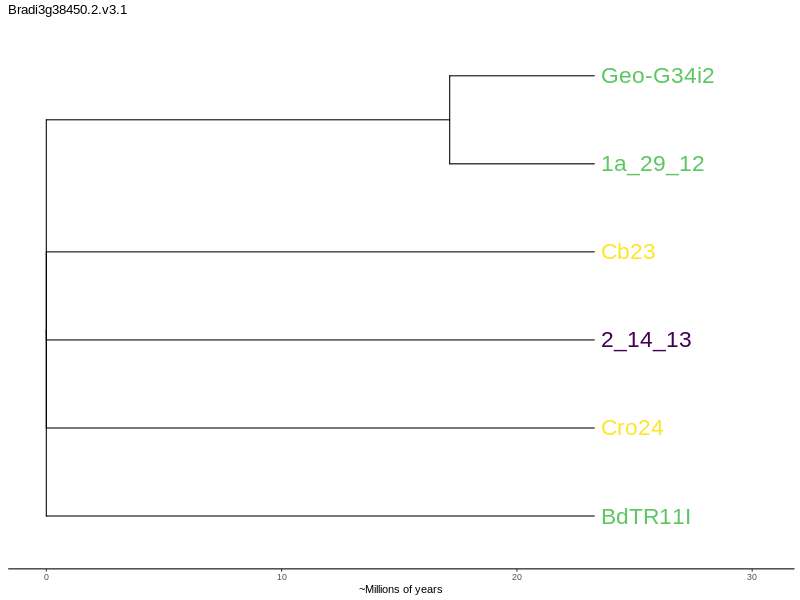 Bradi3g38450.2.v3.1
Geo-G34i2
1a_29_12
Cb23
2_14_13
Cro24
BdTR11I
0 10 20 30
~Millions of years